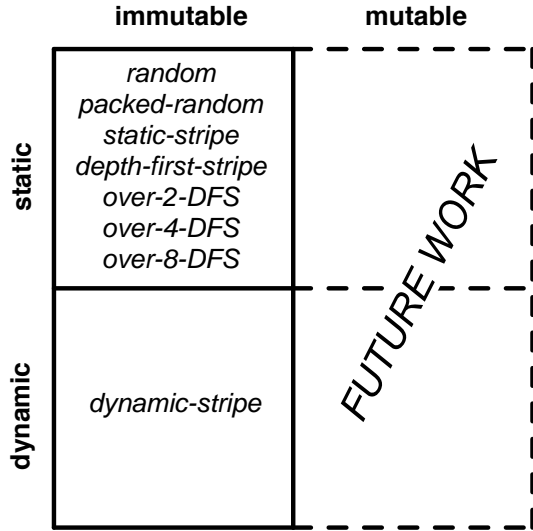 immutable
mutable
static
random
packed-random
static-stripe
depth-first-stripe
over-2-DFS
over-4-DFS
over-8-DFS
FUTURE WORK
dynamic
dynamic-stripe